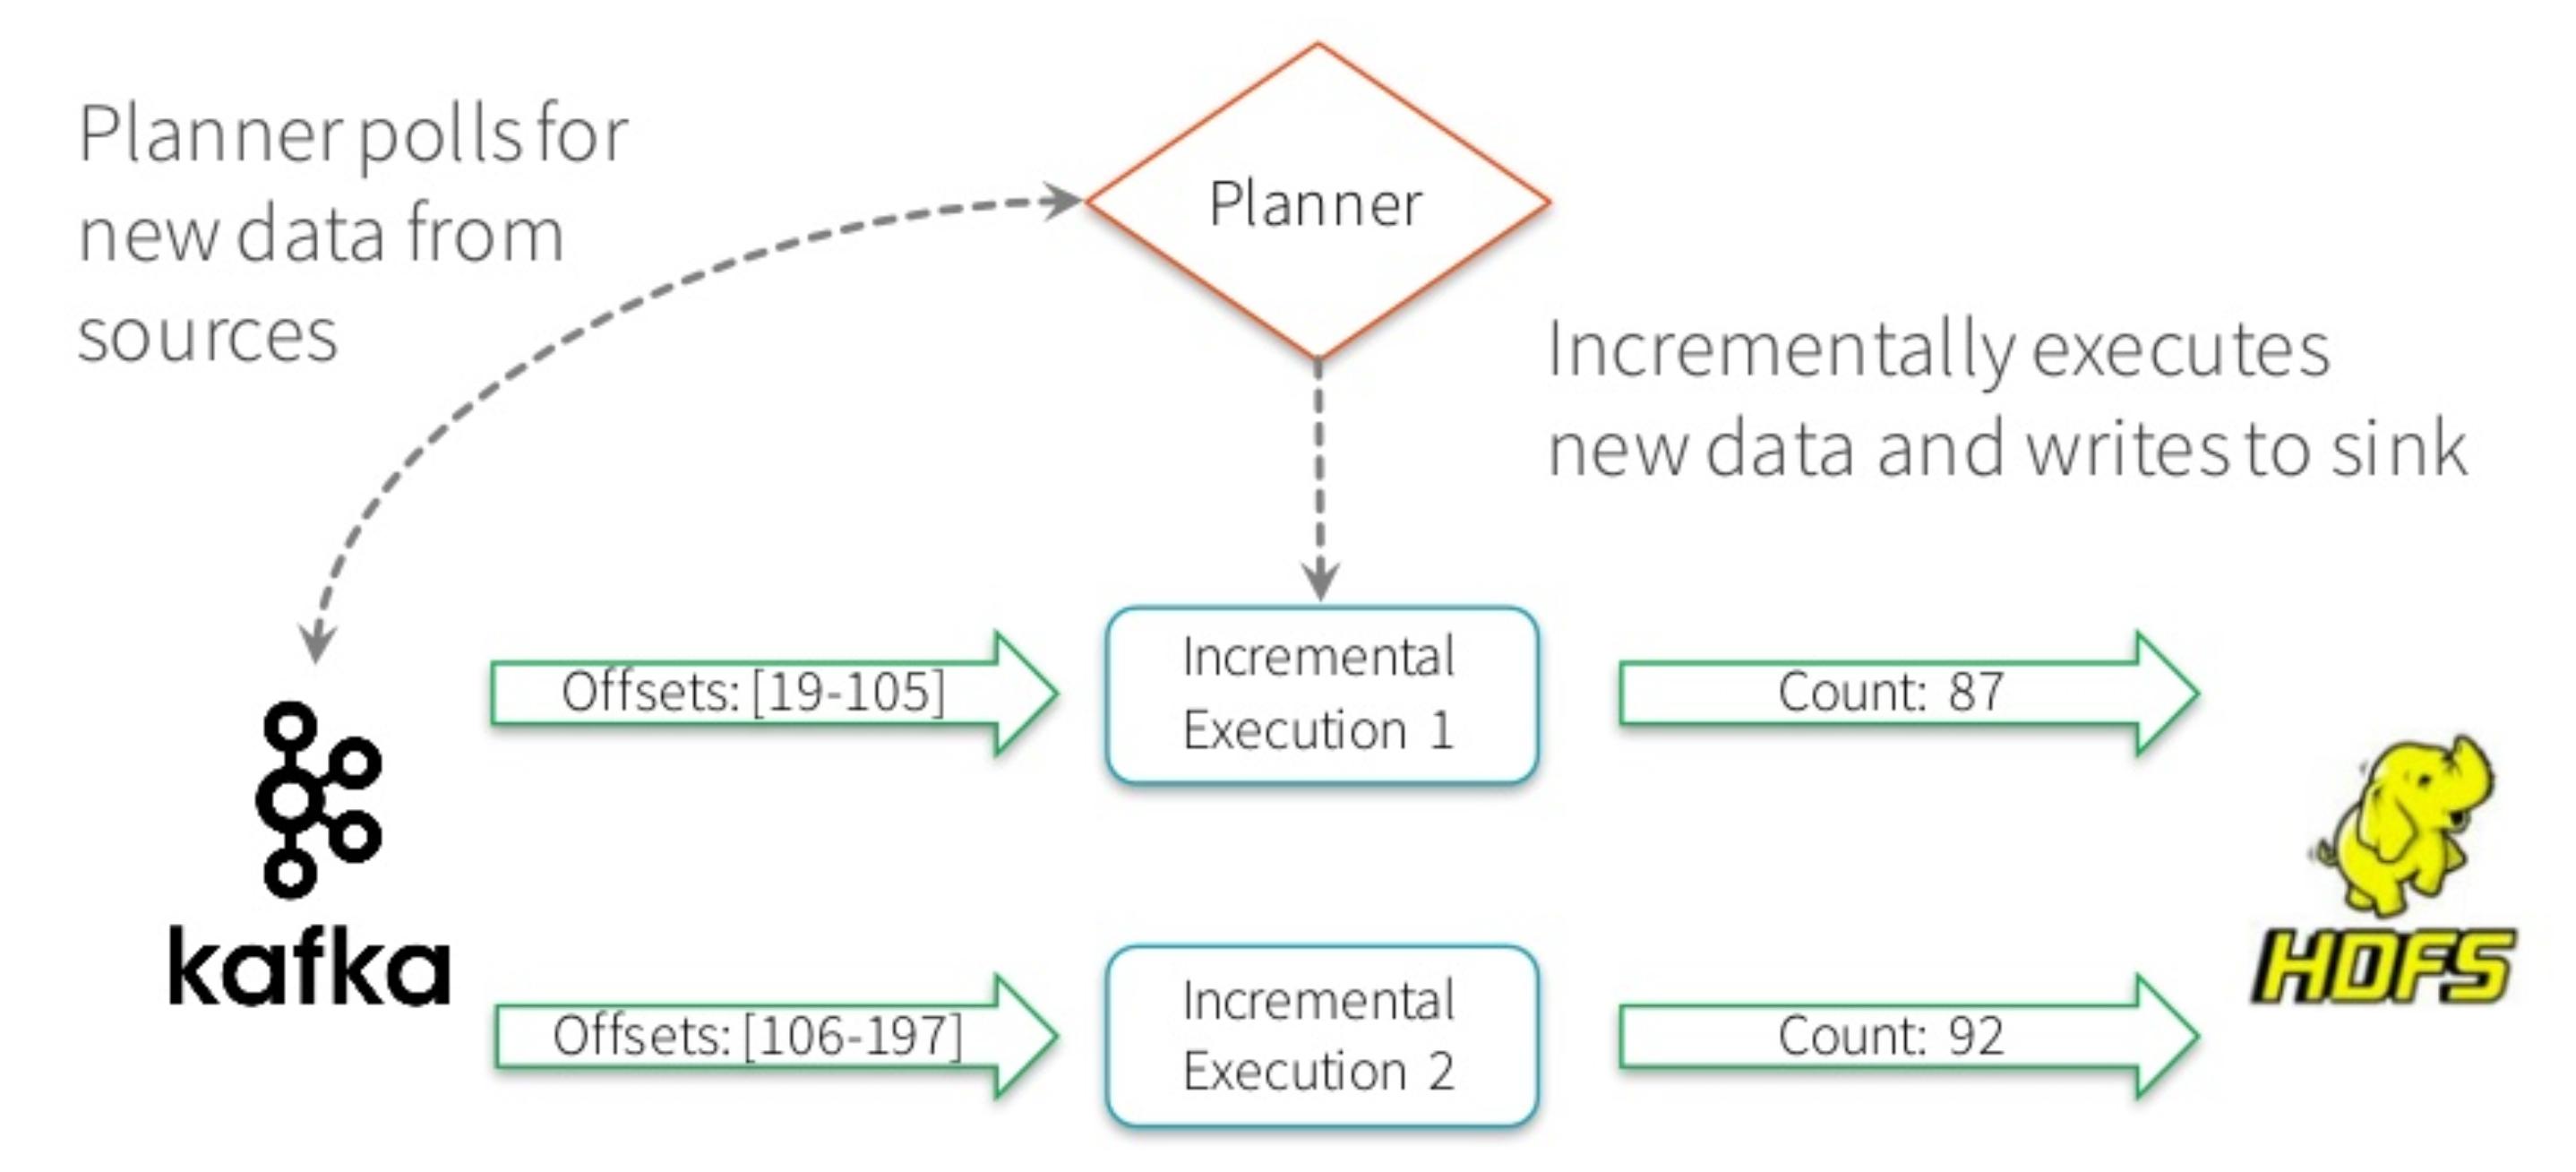 Planner polls for
new data from
sources
Planner
Incrementally executes
new data and writes to sink
Offsets: [19-105]
Incremental
Execution 1
Count: 87
kafka
HDFS
Offsets: [106-197]
Incremental
Execution 2
Count: 92